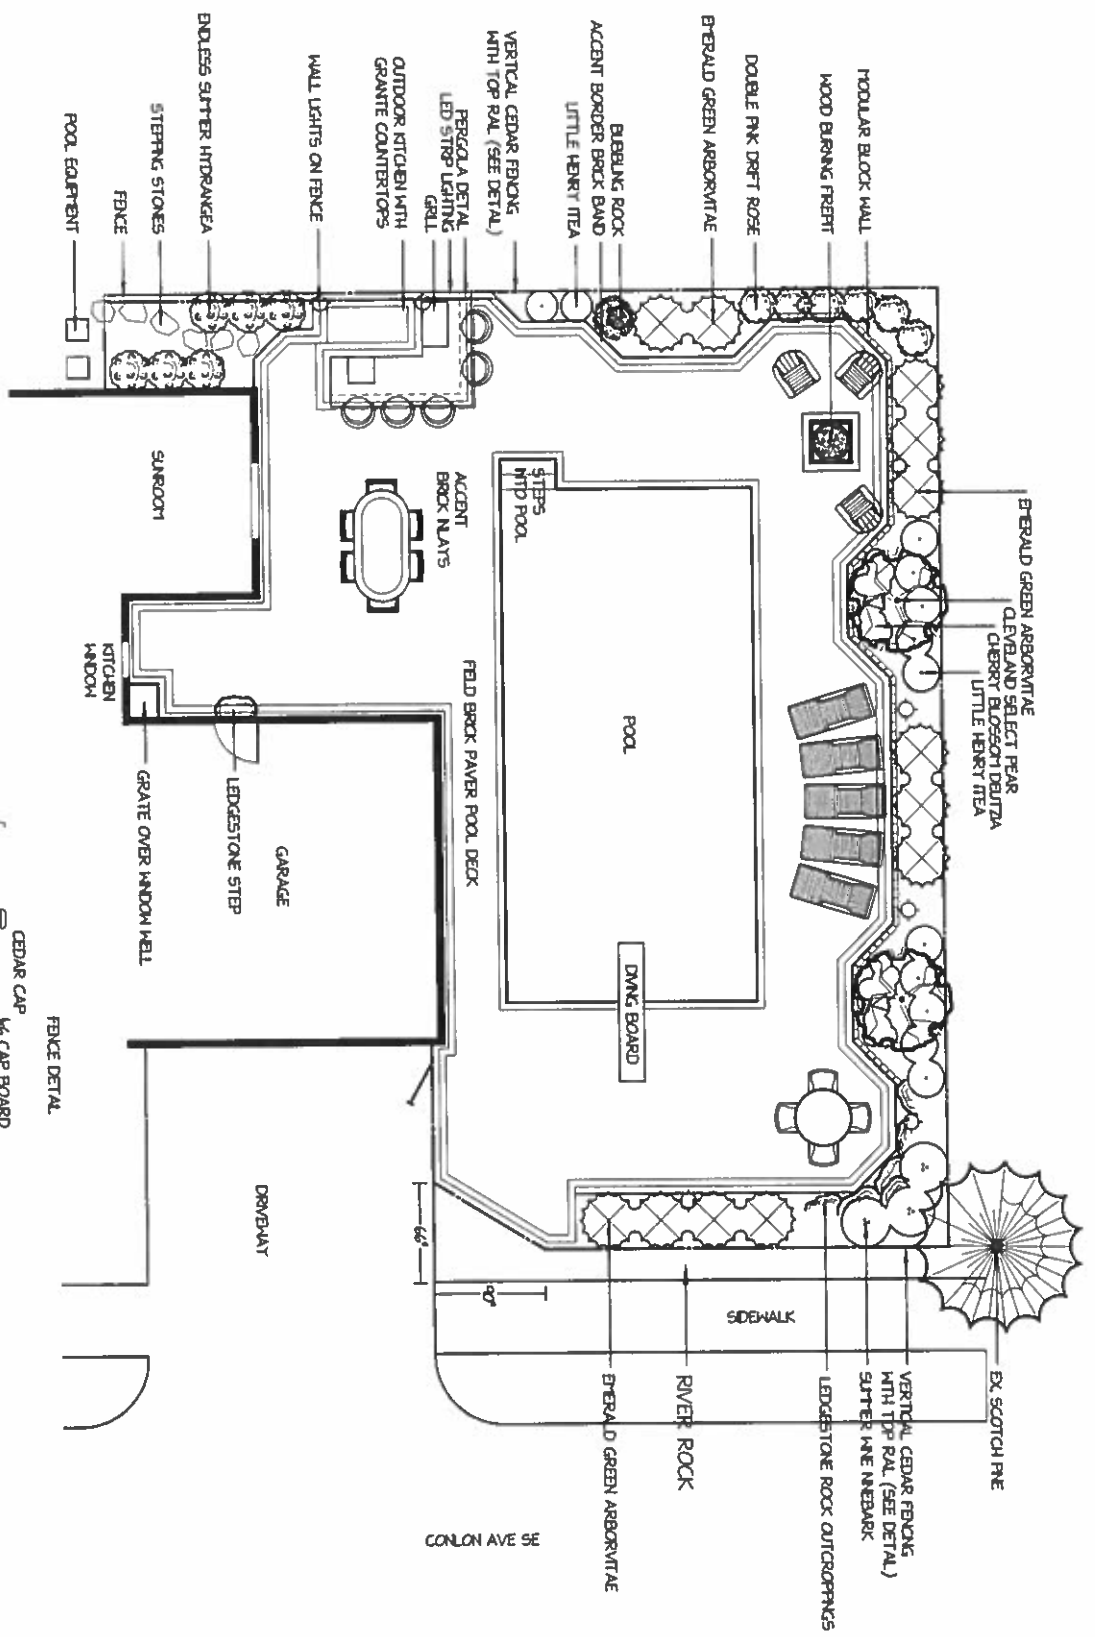 EX. SCOTCH PINE
VERTICAL CEDAR FENCING
WITH TOP RAIL (SEE DETAIL)
SUMMER WINE NINEBARK
LEDGESTONE ROCK OUTCROPPINGS
RIVER ROCK
EMERALD GREEN ARBORVITAE
CONLON AVE SE
SIDEWALK
66"
80"
DRIVEWAY
EMERALD GREEN ARBORVITAE
CLEVELAND SELECT PEAR
CHERRY BLOSSOM DEUTZIA
LITTLE HENRY ITEA
MODULAR BLOCK WALL
WOOD BURNING FIREPIT
DOUBLE PINK DRIFT ROSE
EMERALD GREEN ARBORVITAE
BUBBLING ROCK
ACCENT BORDER BRICK BAND
LITTLE HENRY ITEA
VERTICAL CEDAR FENCING
WITH TOP RAIL (SEE DETAIL)
PERGOLA DETAIL
LED STRIP LIGHTING
GRILL
OUTDOOR KITCHEN WITH
GRANITE COUNTERTOPS
WALL LIGHTS ON FENCE
ENDLESS SUMMER HYDRANGEA
STEPPING STONES
FENCE
POOL EQUIPMENT
POOL
DIVING BOARD
STEPS
INTO POOL
ACCENT
BRICK INLAYS
FIELD BRICK PAVER POOL DECK
SUNROOM
KITCHEN
WINDOW
GARAGE
LEDGESTONE STEP
GRATE OVER WINDOW WELL
FENCE DETAIL
CEDAR CAP
CAP BOARD